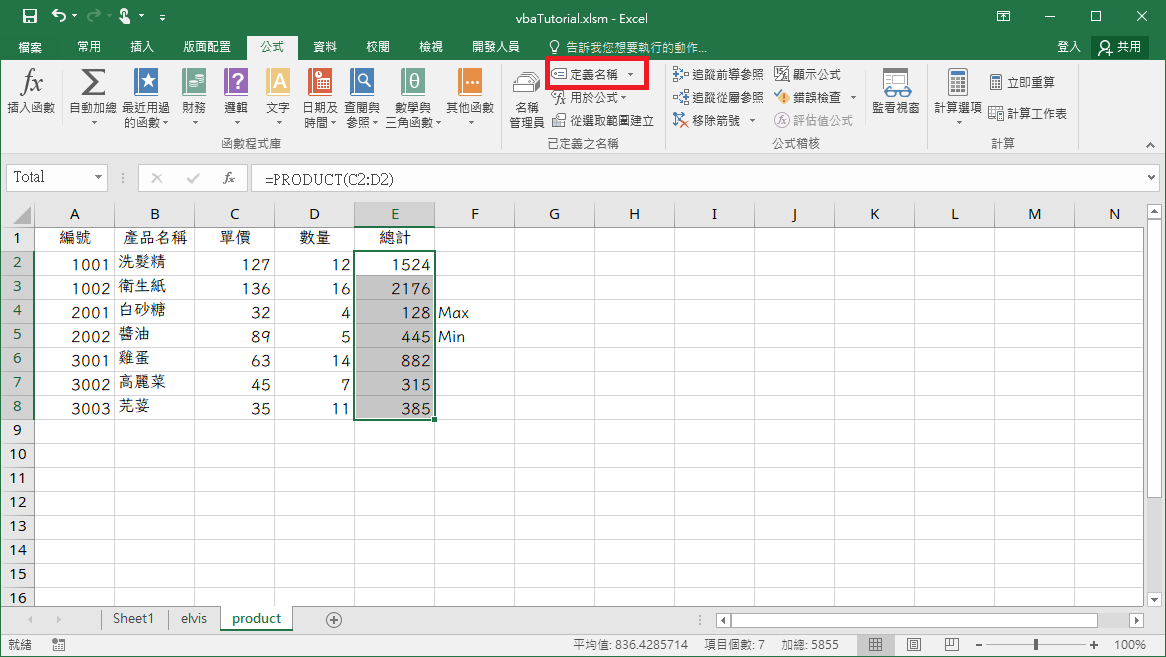 vbaTutorial.xlsm - Excel
檔案 常用 插入 版面配置 公式 資料 校閱 檢視 開發人員 告訴我您想要執行的動作... 登入 共用
fx 插入函數
Σ 自動加總
最近用過的函數
財務
? 邏輯
A 文字
日期及時間
查閱與參照
θ 數學與三角函數
... 其他函數
函數程式庫
名稱管理員
定義名稱
用於公式
從選取範圍建立
已定義之名稱
追蹤前導參照 顯示公式
追蹤從屬參照 錯誤檢查
移除箭號 評估值公式
公式稽核
監看視窗
計算選項
立即重算
計算工作表
計算
Total fx =PRODUCT(C2:D2)
A B C D E F G H I J K L M N
1 編號 產品名稱 單價 數量 總計
2 1001 洗髮精 127 12 1524
3 1002 衛生紙 136 16 2176
4 2001 白砂糖 32 4 128 Max
5 2002 醬油 89 5 445 Min
6 3001 雞蛋 63 14 882
7 3002 高麗菜 45 7 315
8 3003 芫荽 35 11 385
9
10
11
12
13
14
15
16
Sheet1 elvis product
就緒 平均值: 836.4285714 項目個數: 7 加總: 5855 100%